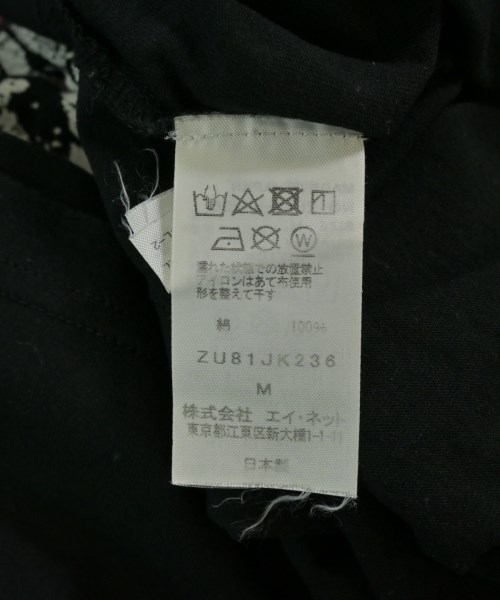 W
濡れた状態での放置禁止
アイロンはあて布使用
形を整えて干す
綿 100%
ZU81JK236
M
株式会社 エイ・ネット
東京都江東区新大橋1-1-11
日本製